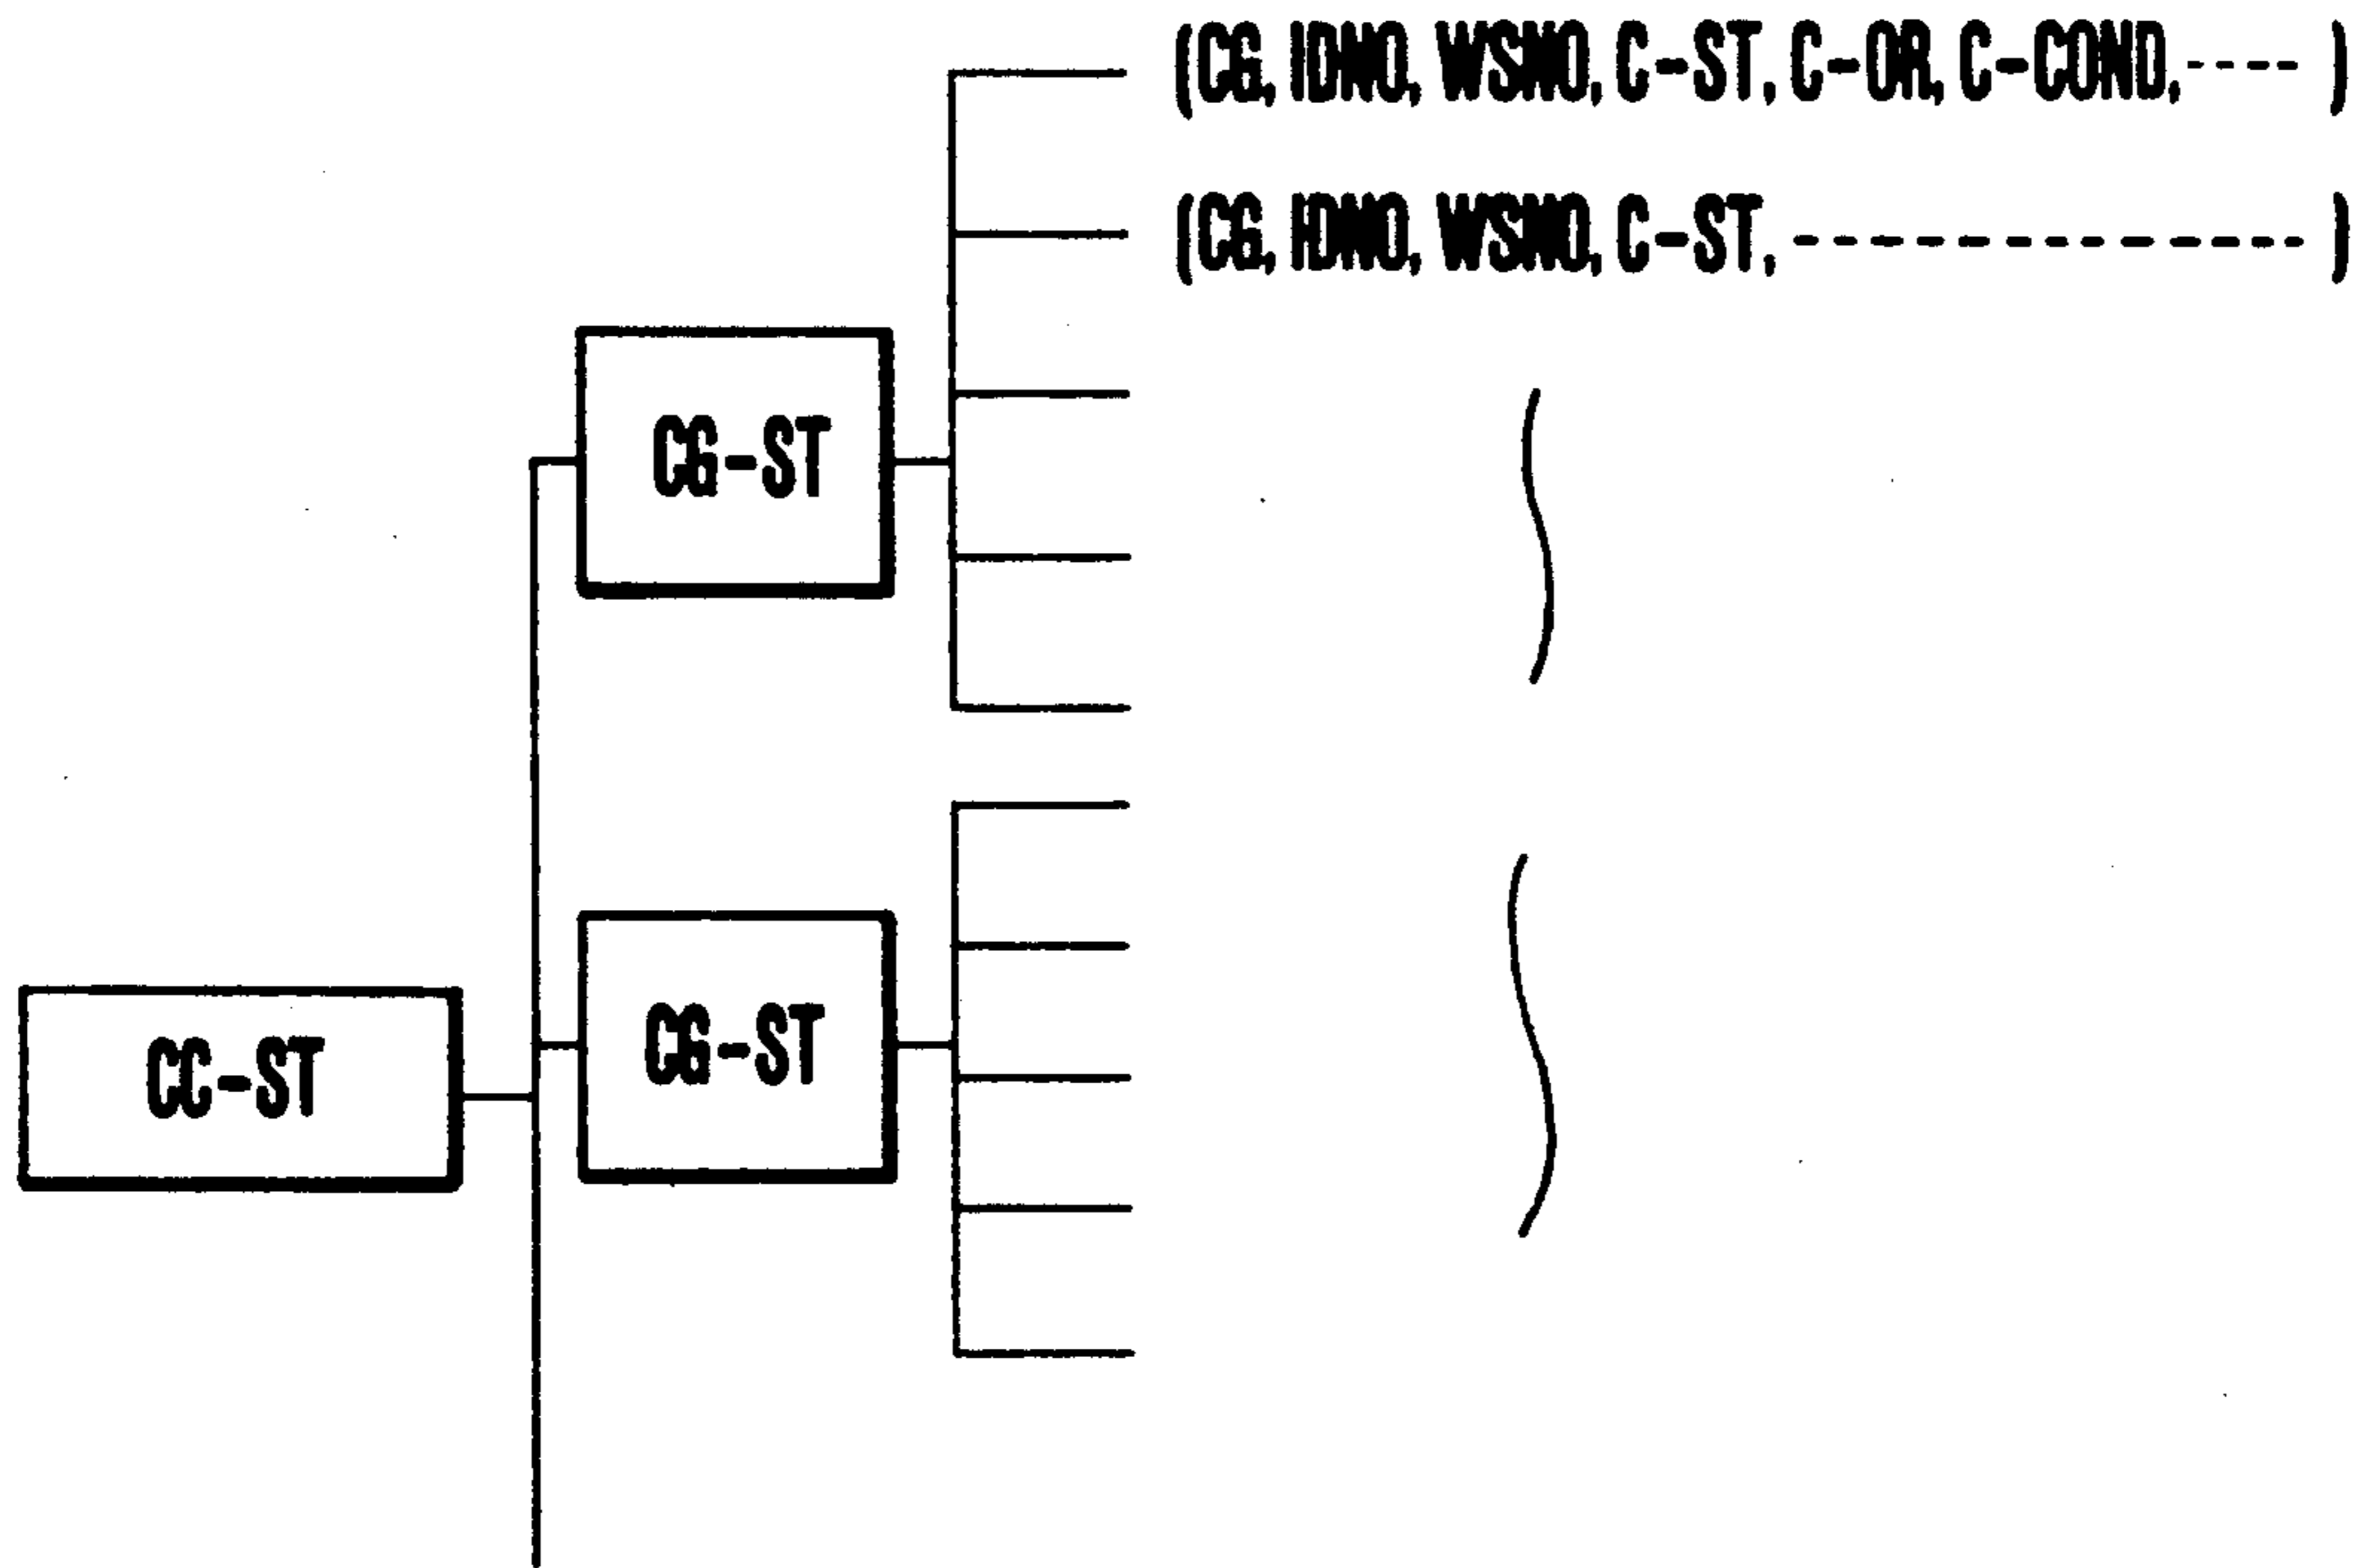 (CG, IDNO, WSNO, C-ST, C-OR, C-COND, ---- )
(CG, IDNO, WSNO, C-ST, -------------- )
CG-ST
CG-ST
CC-ST